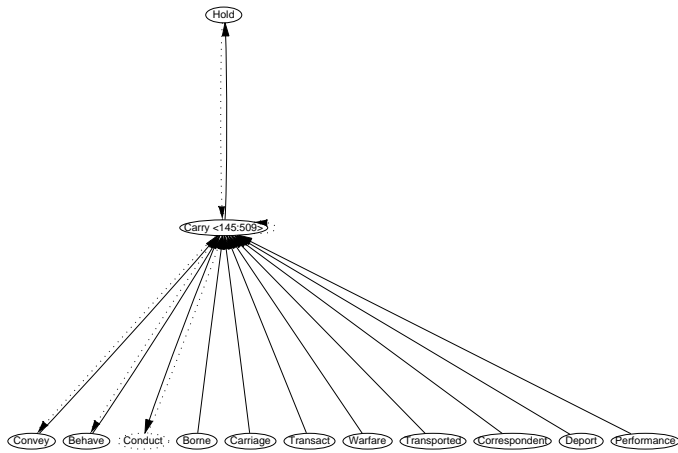 Hold
Carry <145:509>
Convey Behave Conduct Borne Carriage Transact Warfare Transported Correspondent Deport Performance